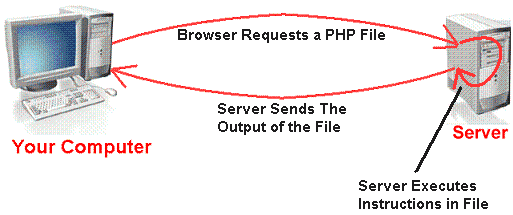 Browser Requests a PHP File
Server Sends The
Output of the File
Your Computer
Server
Server Executes
Instructions in File